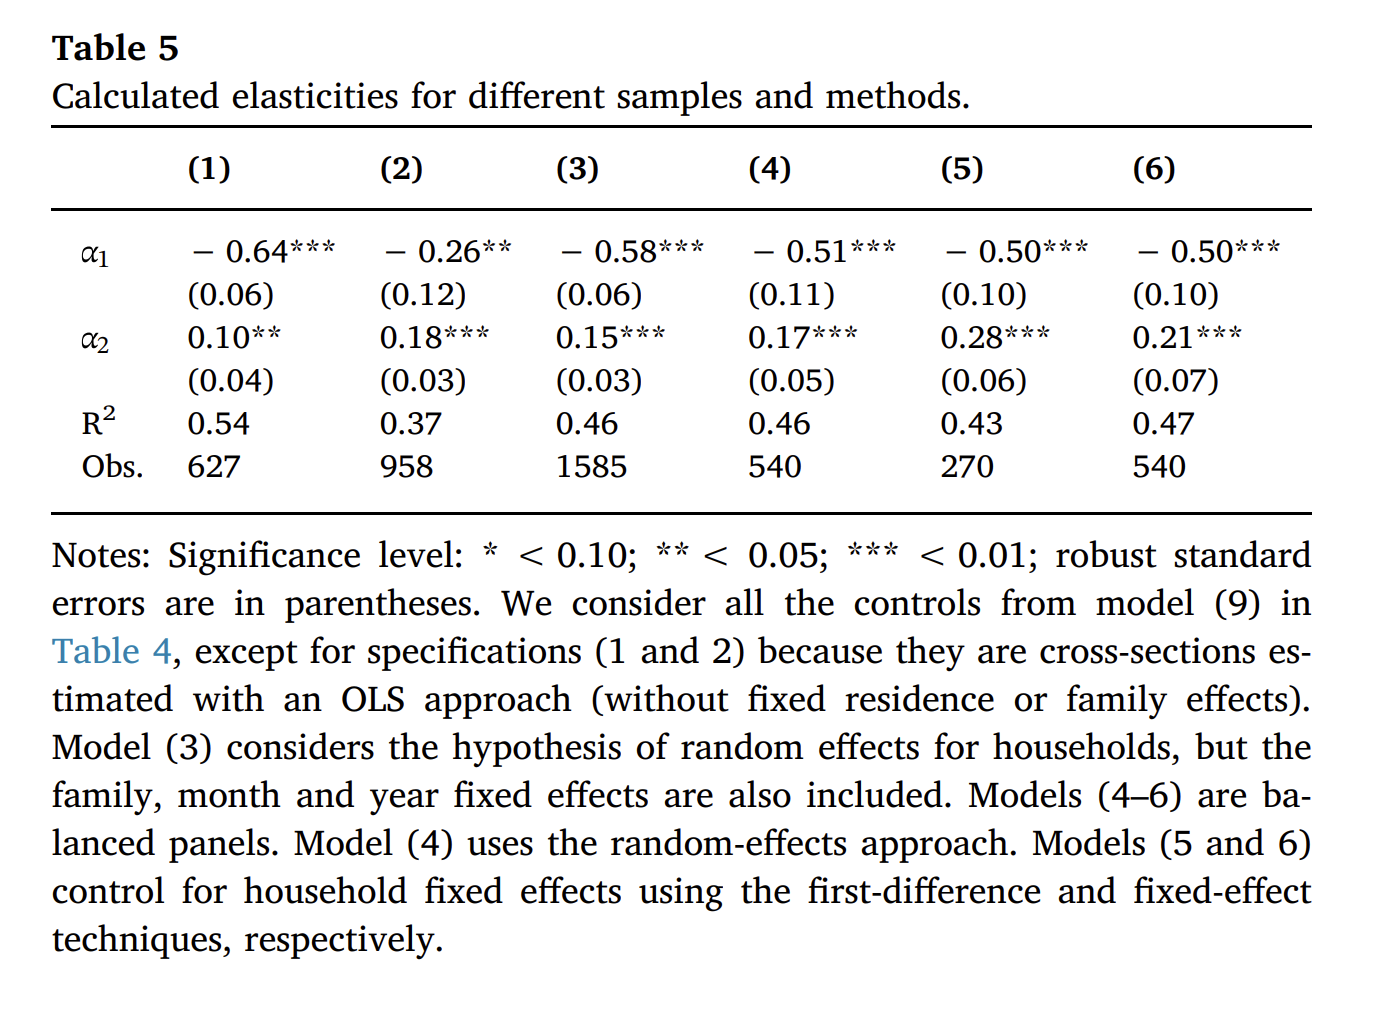 Table 5
Calculated elasticities for different samples and methods.
(1) (2) (3) (4) (5) (6)
α1 − 0.64*** − 0.26** − 0.58*** − 0.51*** − 0.50*** − 0.50***
(0.06) (0.12) (0.06) (0.11) (0.10) (0.10)
α2 0.10** 0.18*** 0.15*** 0.17*** 0.28*** 0.21***
(0.04) (0.03) (0.03) (0.05) (0.06) (0.07)
R² 0.54 0.37 0.46 0.46 0.43 0.47
Obs. 627 958 1585 540 270 540
Notes: Significance level: * < 0.10; ** < 0.05; *** < 0.01; robust standard
errors are in parentheses. We consider all the controls from model (9) in
Table 4, except for specifications (1 and 2) because they are cross-sections es-
timated with an OLS approach (without fixed residence or family effects).
Model (3) considers the hypothesis of random effects for households, but the
family, month and year fixed effects are also included. Models (4–6) are ba-
lanced panels. Model (4) uses the random-effects approach. Models (5 and 6)
control for household fixed effects using the first-difference and fixed-effect
techniques, respectively.